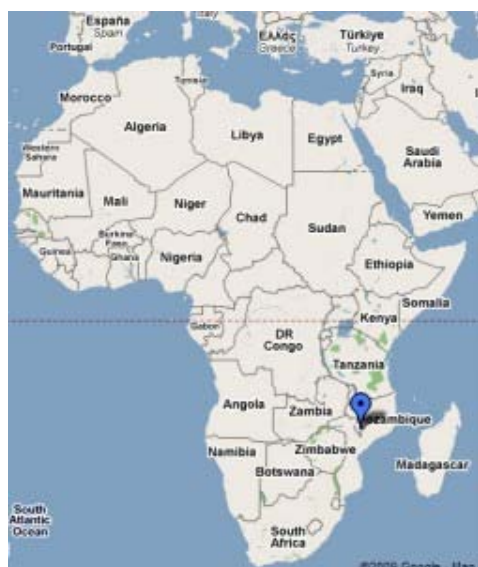 Italy
España
Spain
Portugal
Ελλάς
Greece
Türkiye
Turkey
Tunisia
Syria
Iraq
Morocco
Algeria
Libya
Egypt
Western
Sahara
Saudi
Arabia
Mauritania
Mali
Niger
Chad
Sudan
Yemen
Burkina
Faso
Guinea
Ghana
Nigeria
Ethiopia
Somalia
Gabon
DR
Congo
Kenya
Tanzania
Angola
Zambia
Mozambique
Namibia
Zimbabwe
Botswana
Madagascar
South
Atlantic
Ocean
South
Africa